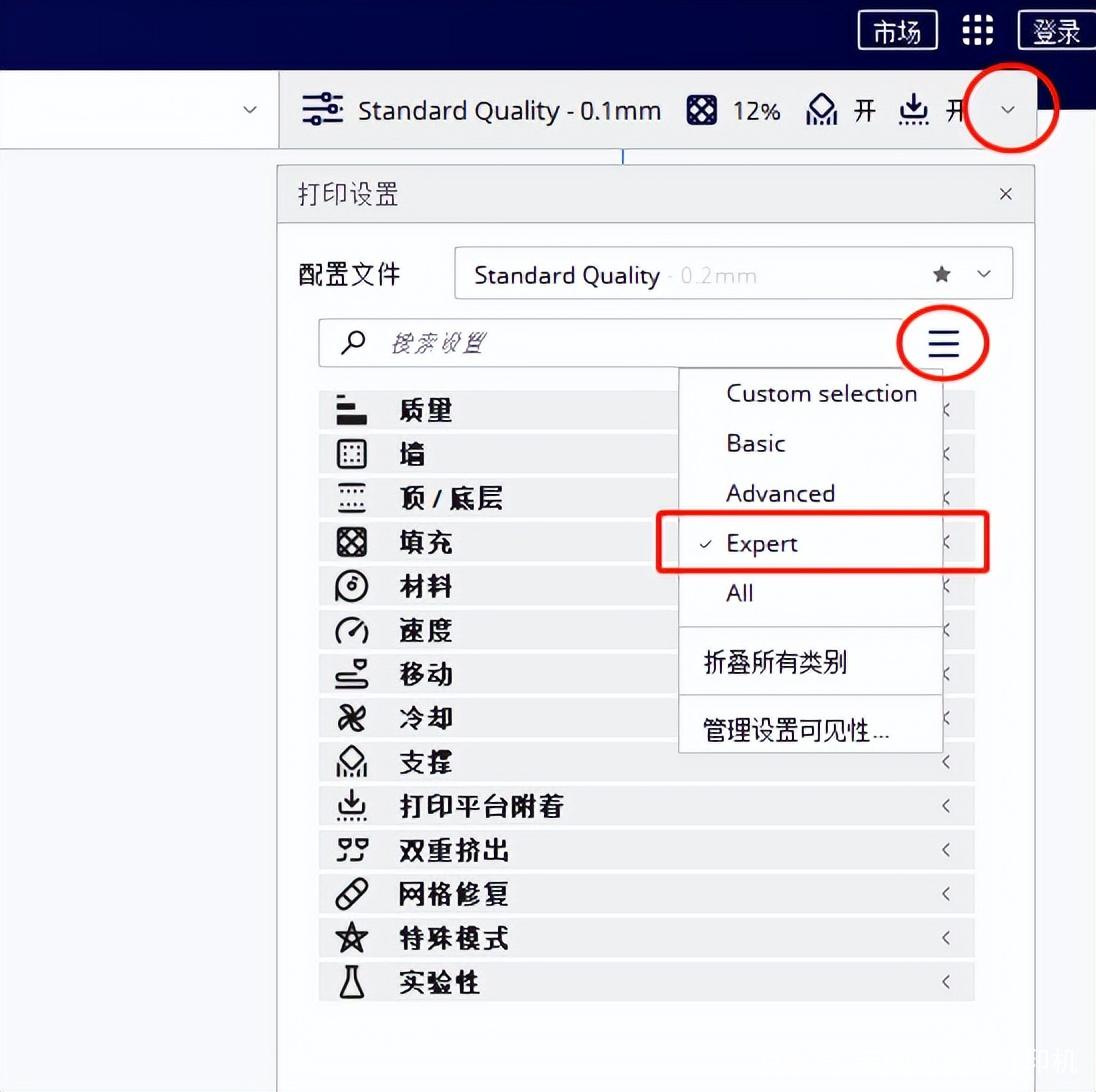 市场 登录
Standard Quality - 0.1mm 12% 开 开
打印设置
配置文件 Standard Quality - 0.2mm
搜索设置
Custom selection
Basic
Advanced
Expert
All
折叠所有类别
管理设置可见性...
质量
墙
顶 / 底层
填充
材料
速度
移动
冷却
支撑
打印平台附着
双重挤出
网格修复
特殊模式
实验性
印机